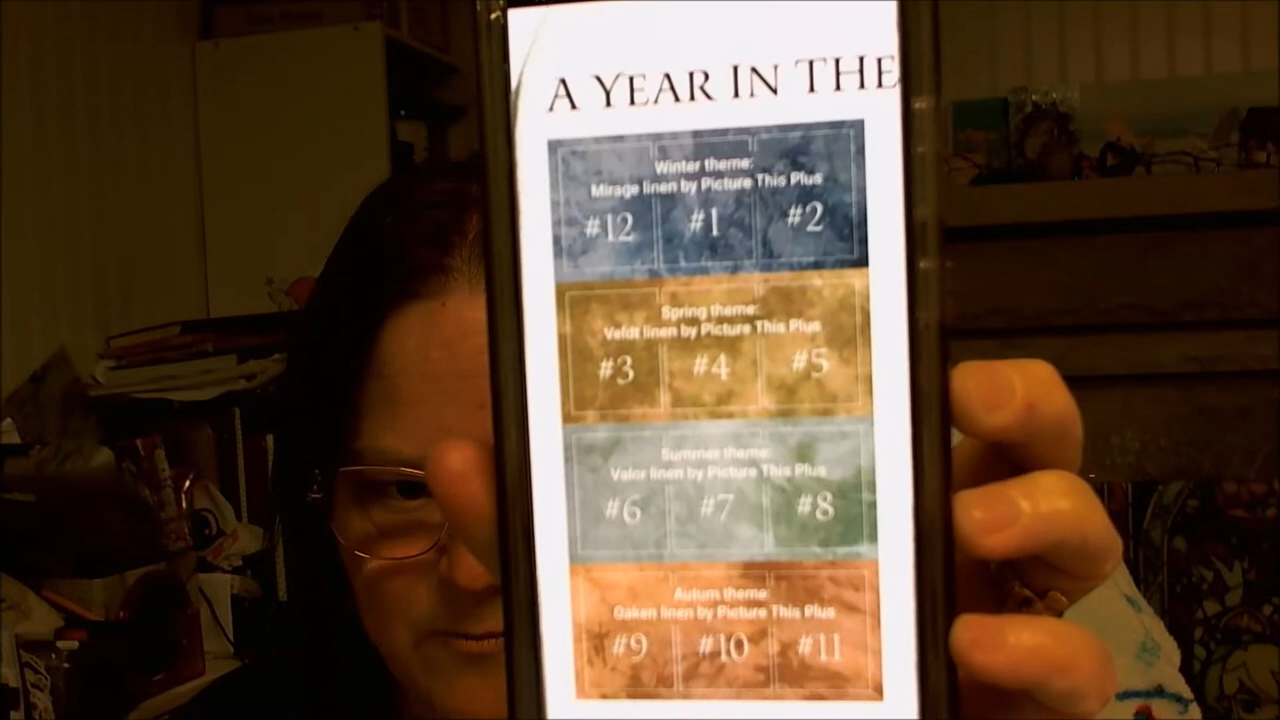 A YEAR IN THE
Winter theme:
Mirage linen by Picture This Plus
#12 #1 #2
Spring theme:
Veldt linen by Picture This Plus
#3 #4 #5
Summer theme:
Valor linen by Picture This Plus
#6 #7 #8
Autum theme:
Oaken linen by Picture This Plus
#9 #10 #11